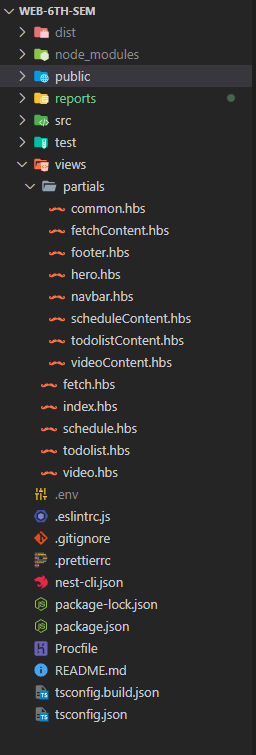 WEB-6TH-SEM
dist
node_modules
public
reports
src
test
views
partials
common.hbs
fetchContent.hbs
footer.hbs
hero.hbs
navbar.hbs
scheduleContent.hbs
todolistContent.hbs
videoContent.hbs
fetch.hbs
index.hbs
schedule.hbs
todolist.hbs
video.hbs
.env
.eslintrc.js
.gitignore
.prettierrc
nest-cli.json
package-lock.json
package.json
Procfile
README.md
tsconfig.build.json
tsconfig.json